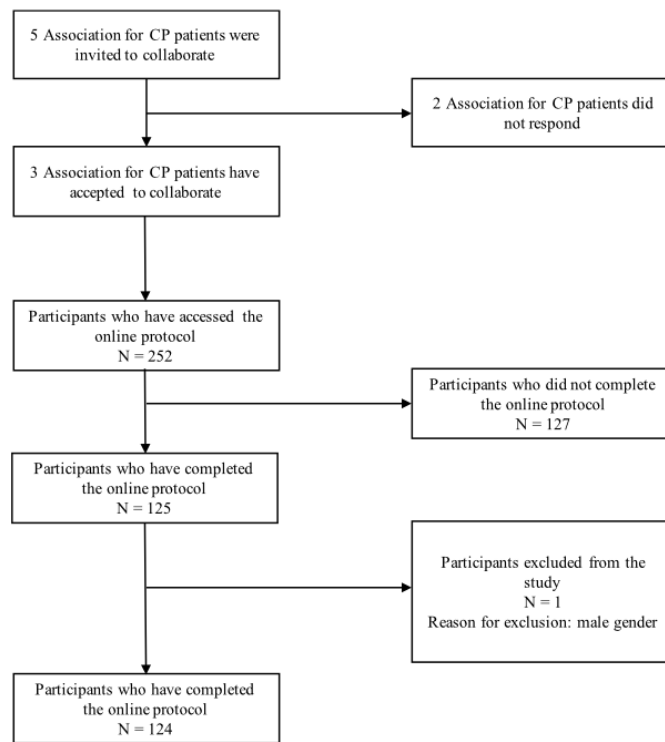 5 Association for CP patients were
invited to collaborate
2 Association for CP patients did
not respond
3 Association for CP patients have
accepted to collaborate
Participants who have accessed the
online protocol
N = 252
Participants who did not complete
the online protocol
N = 127
Participants who have completed
the online protocol
N = 125
Participants excluded from the
study
N = 1
Reason for exclusion: male gender
Participants who have completed
the online protocol
N = 124